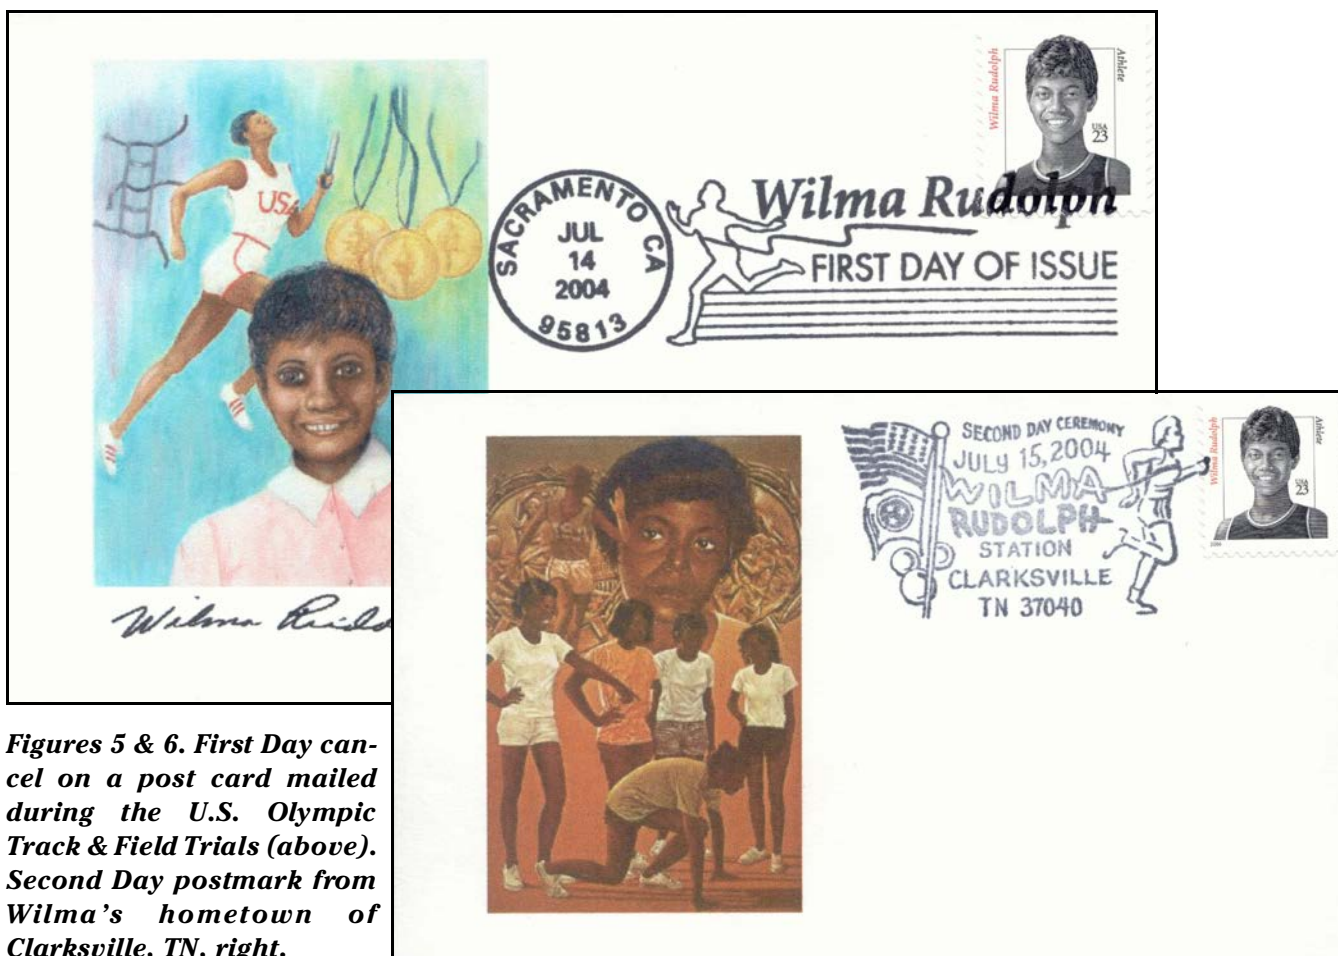 Wilma Rudolph
Athlete
USA
23
USA
SACRAMENTO CA
JUL
14
2004
95813
Wilma Rudolph
FIRST DAY OF ISSUE
Wilma
SECOND DAY CEREMONY
JULY 15, 2004
WILMA
RUDOLPH
STATION
CLARKSVILLE
TN 37040
Wilma Rudolph
Athlete
USA
23
Figures 5 & 6. First Day can-
cel on a post card mailed
during the U.S. Olympic
Track & Field Trials (above).
Second Day postmark from
Wilma's hometown of
Clarksville, TN, right.